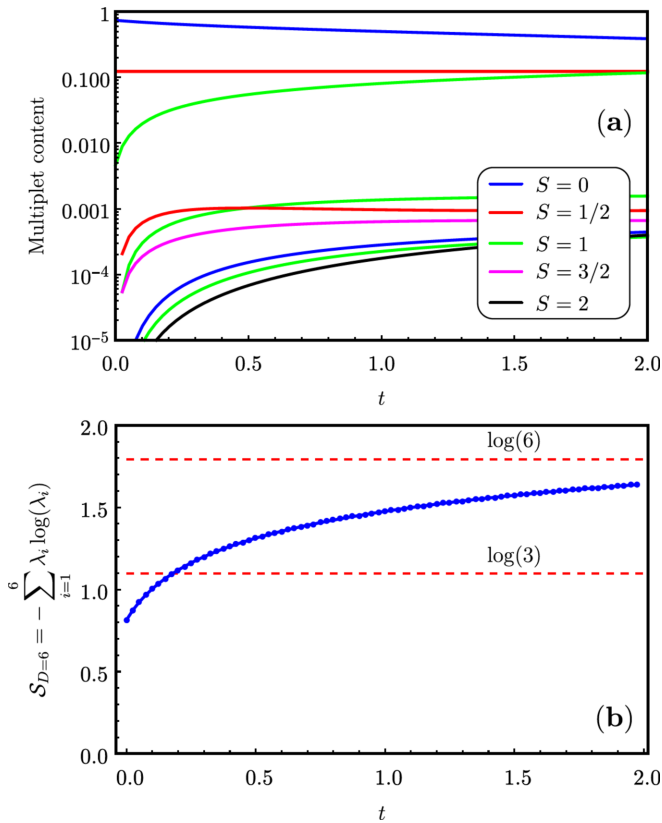 1
0.100
0.010
0.001
10⁻⁴
10⁻⁵
Multiplet content
(a)
S = 0
S = 1/2
S = 1
S = 3/2
S = 2
0.0 0.5 1.0 1.5 2.0
t
2.0
1.5
1.0
0.5
0.0
𝒮_{D=6} = − ∑_{i=1}^{6} λ_i log(λ_i)
log(6)
log(3)
(b)
0.0 0.5 1.0 1.5 2.0
t